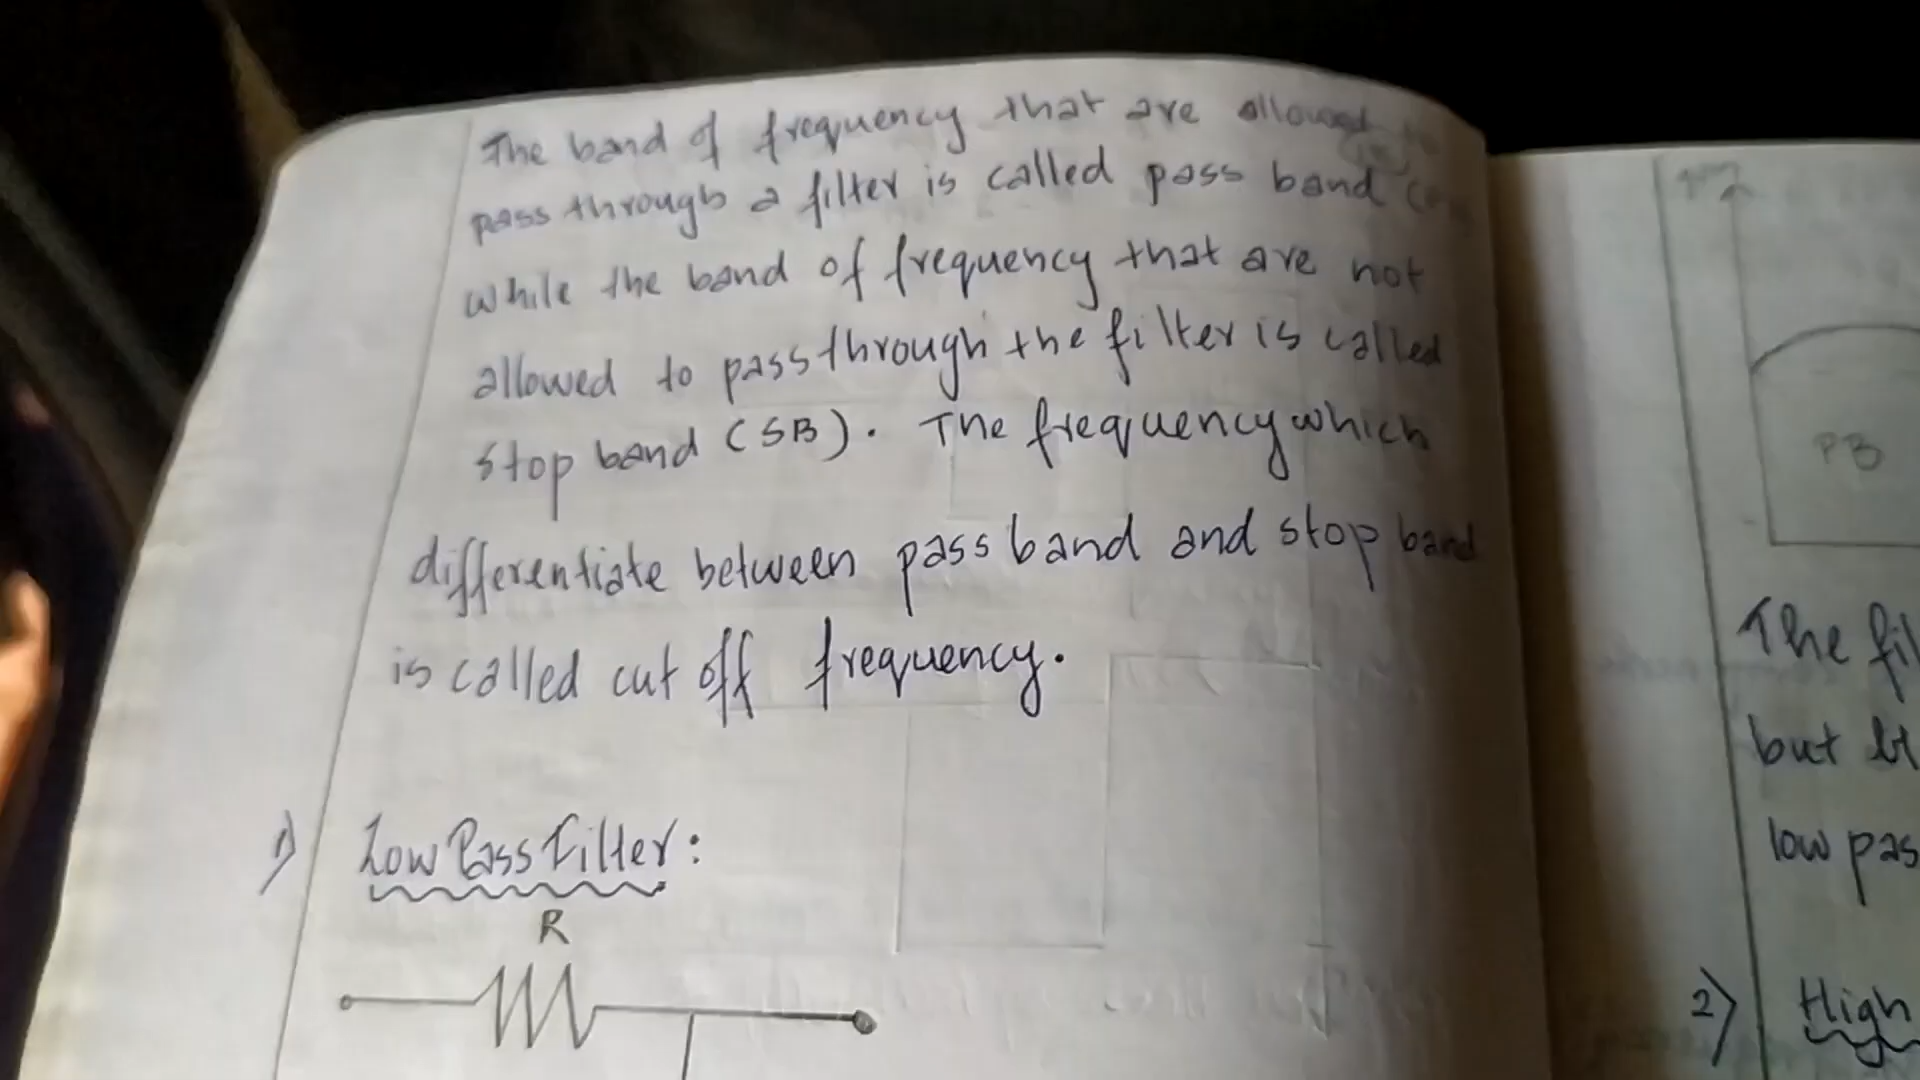 The band of frequency that are allowed to
pass through a filter is called pass band
while the band of frequency that are not
allowed to pass through the filter is called
stop band (SB). The frequency which
differentiate between pass band and stop band
is called cut off frequency.
1) Low Pass Filter:
R
PB
The fil
but
low pas
2) High